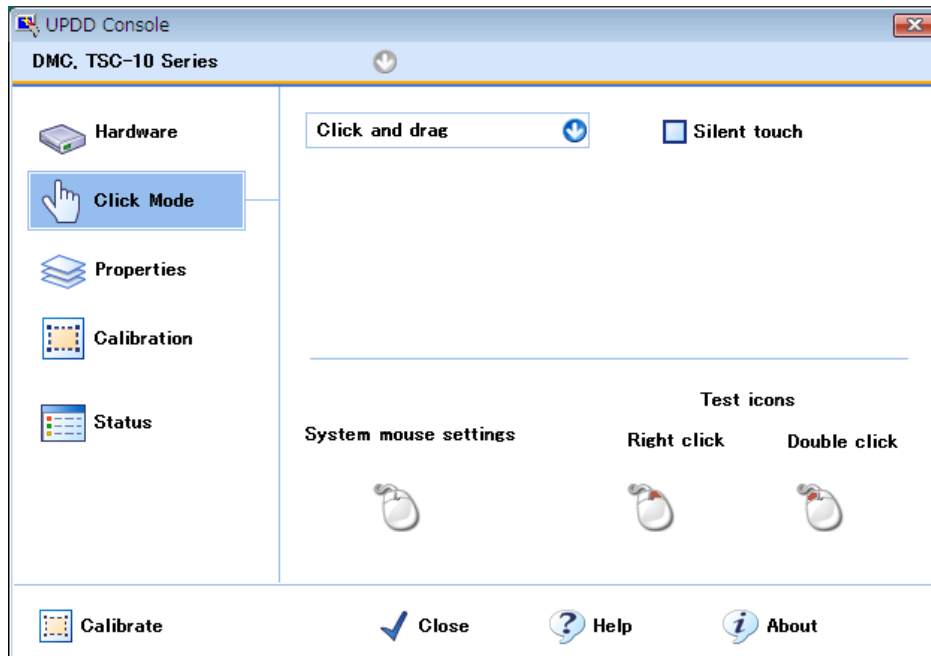 UPDD Console
DMC, TSC-10 Series
Hardware
Click Mode
Properties
Calibration
Status
Click and drag
Silent touch
System mouse settings
Test icons
Right click
Double click
Calibrate
Close
Help
About